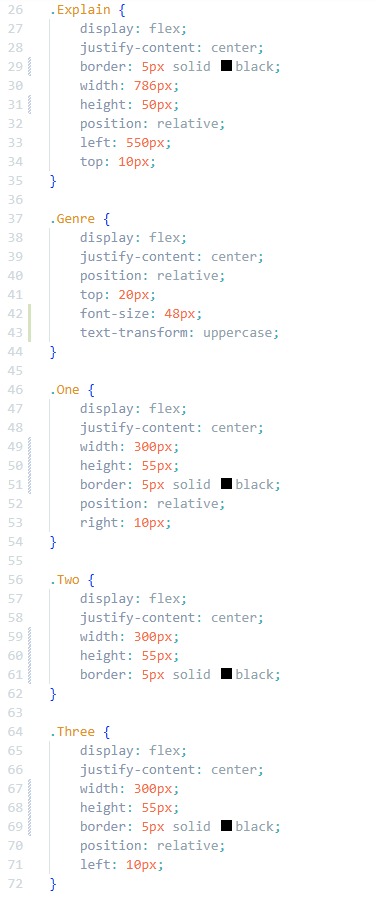 26 .Explain {
27 display: flex;
28 justify-content: center;
29 border: 5px solid black;
30 width: 786px;
31 height: 50px;
32 position: relative;
33 left: 550px;
34 top: 10px;
35 }
36
37 .Genre {
38 display: flex;
39 justify-content: center;
40 position: relative;
41 top: 20px;
42 font-size: 48px;
43 text-transform: uppercase;
44 }
45
46 .One {
47 display: flex;
48 justify-content: center;
49 width: 300px;
50 height: 55px;
51 border: 5px solid black;
52 position: relative;
53 right: 10px;
54 }
55
56 .Two {
57 display: flex;
58 justify-content: center;
59 width: 300px;
60 height: 55px;
61 border: 5px solid black;
62 }
63
64 .Three {
65 display: flex;
66 justify-content: center;
67 width: 300px;
68 height: 55px;
69 border: 5px solid black;
70 position: relative;
71 left: 10px;
72 }